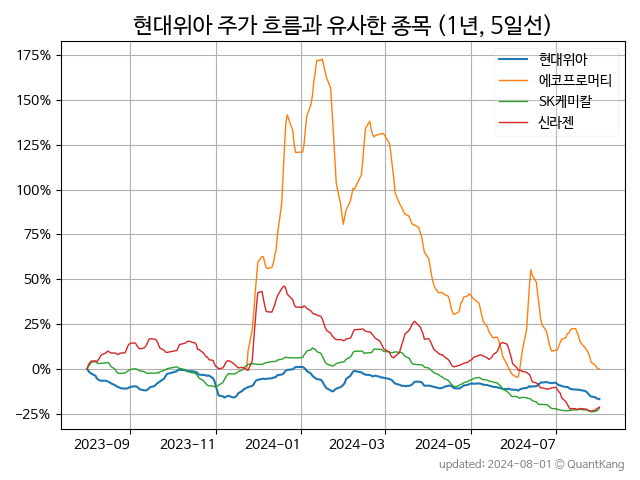 현대위아 주가 흐름과 유사한 종목 (1년, 5일선)
현대위아
에코프로머티
SK케미칼
신라젠
175%
150%
125%
100%
75%
50%
25%
0%
−25%
2023-09
2023-11
2024-01
2024-03
2024-05
2024-07
updated: 2024-08-01 © QuantKang